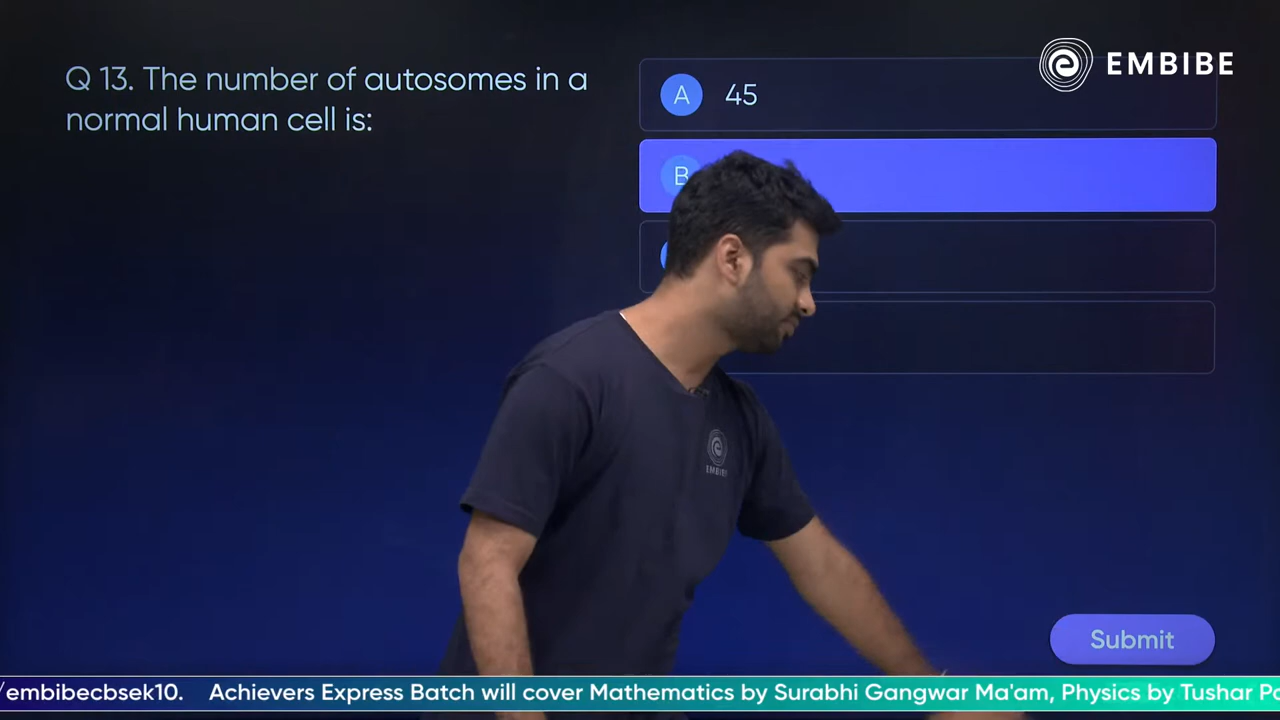 Q 13. The number of autosomes in a
normal human cell is:
A 45
B
EMBIBE
EMBIBE
Submit
/embibecbsek10. Achievers Express Batch will cover Mathematics by Surabhi Gangwar Ma'am, Physics by Tushar